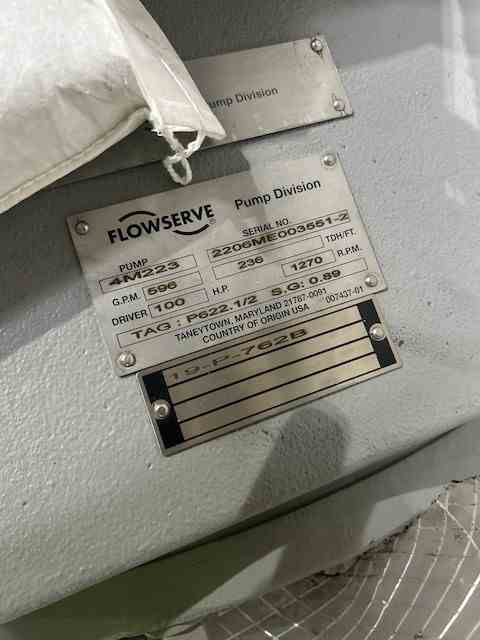 ump Division
FLOWSERVE® Pump Division
PUMP SERIAL NO.
4M223 2206ME003551-2
G.P.M. 596 236 TDH/FT.
DRIVER 100 H.P. 1270 R.P.M.
TAG : P622.1/2 S.G: 0.89
TANEYTOWN, MARYLAND 21787-0091
COUNTRY OF ORIGIN USA 007437-01
19-P-762B